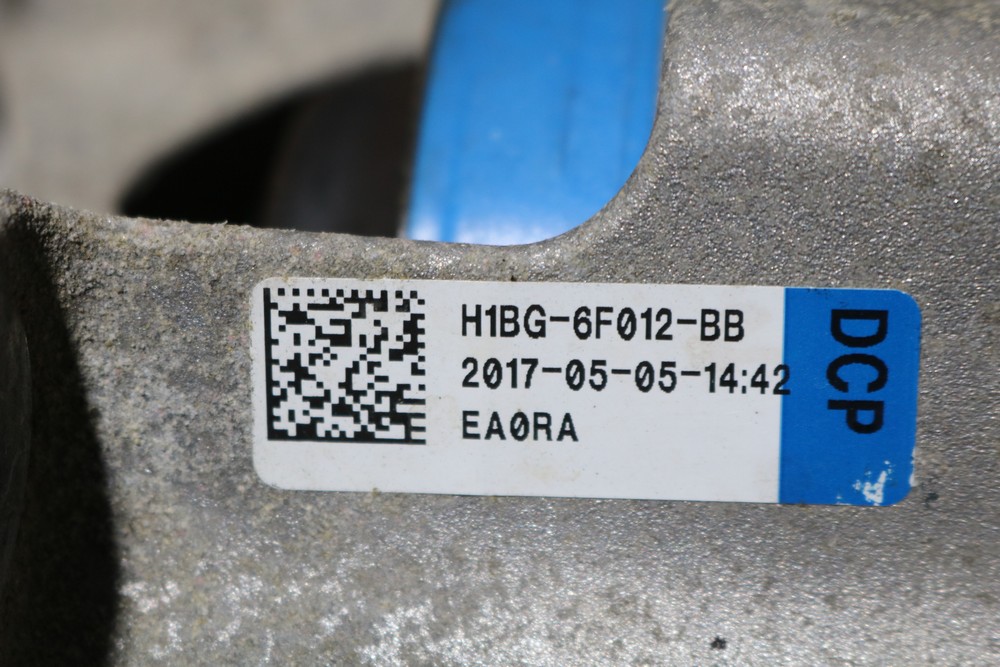 H1BG-6F012-BB
2017-05-05-14:42
EA0RA
DCP